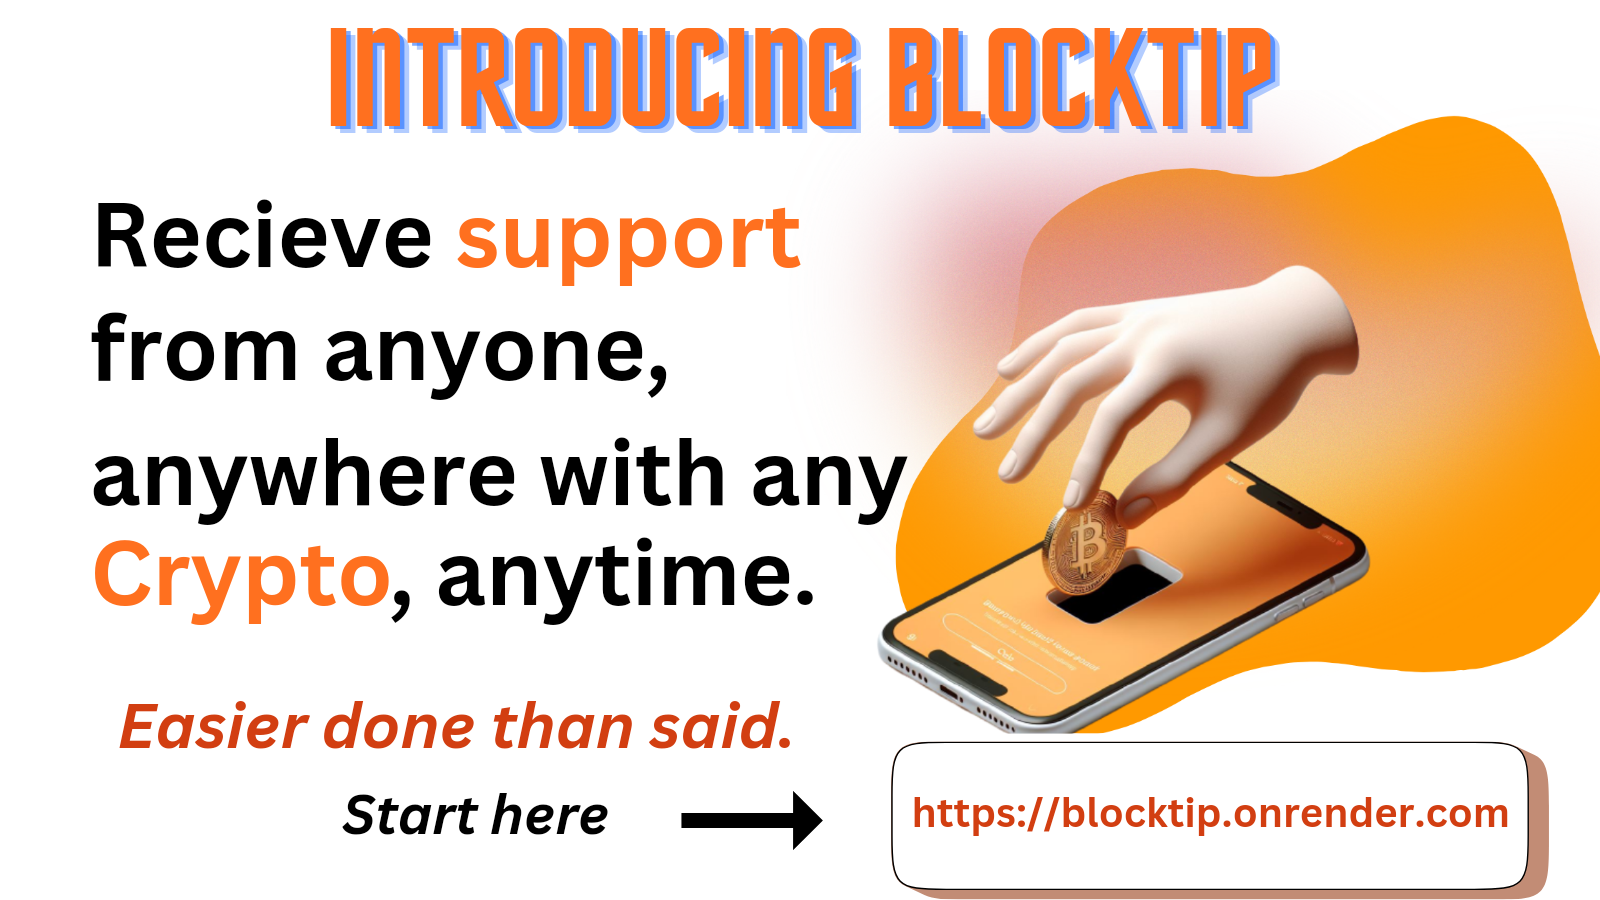 INTRODUCING BLOCKTIP
Recieve support
from anyone,
anywhere with any
Crypto, anytime.
Easier done than said.
Start here
https://blocktip.onrender.com